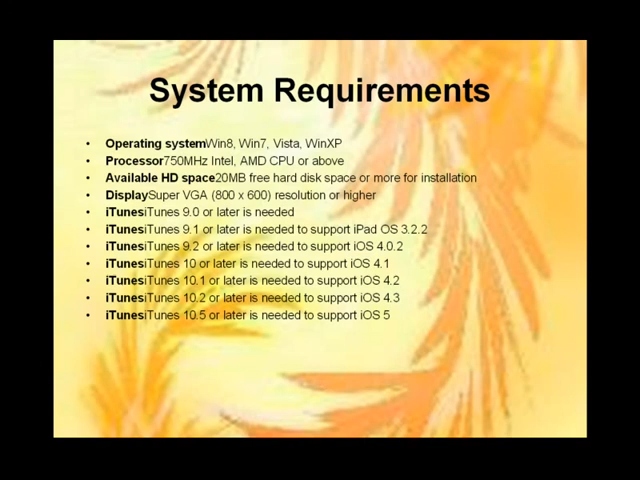 System Requirements
• Operating systemWin8, Win7, Vista, WinXP
• Processor750MHz Intel, AMD CPU or above
• Available HD space20MB free hard disk space or more for installation
• DisplaySuper VGA (800 x 600) resolution or higher
• iTunesiTunes 9.0 or later is needed
• iTunesiTunes 9.1 or later is needed to support iPad OS 3.2.2
• iTunesiTunes 9.2 or later is needed to support iOS 4.0.2
• iTunesiTunes 10 or later is needed to support iOS 4.1
• iTunesiTunes 10.1 or later is needed to support iOS 4.2
• iTunesiTunes 10.2 or later is needed to support iOS 4.3
• iTunesiTunes 10.5 or later is needed to support iOS 5